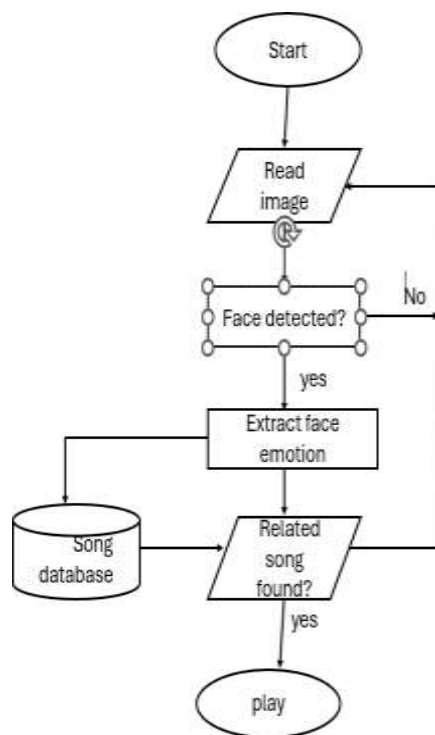 Start
Read
image
No
Face detected?
yes
Extract face
emotion
Song
database
Related
song
found?
yes
play